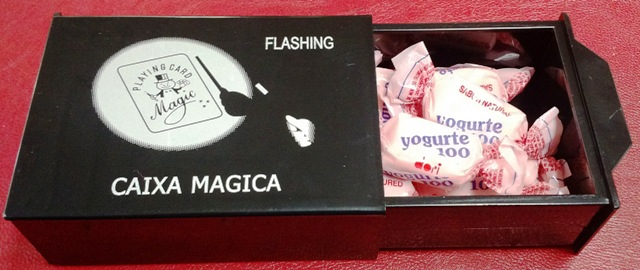 FLASHING
PLAYING CARD
Magic
CAIXA MAGICA
yogurte
100
yogurte
100
dori